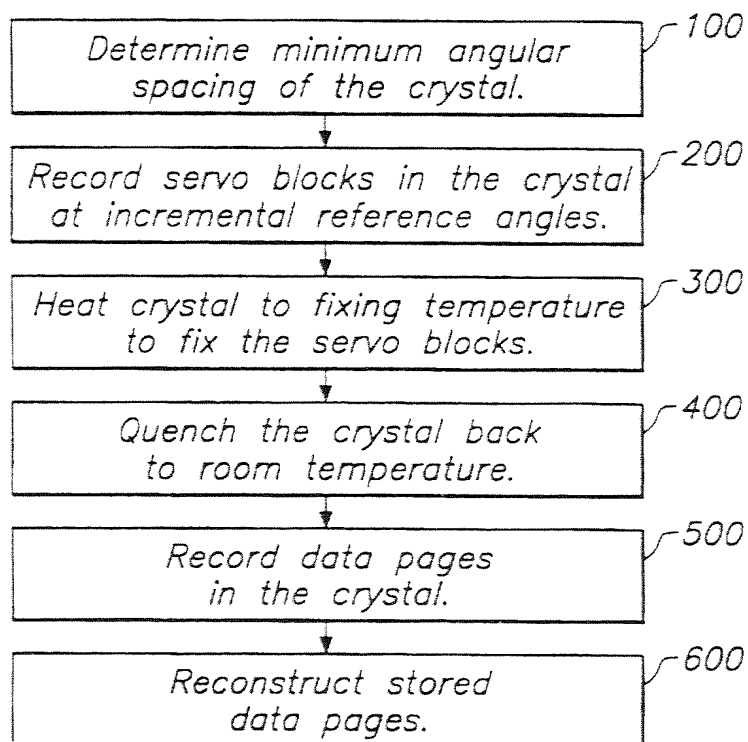 100
Determine minimum angular
spacing of the crystal.
200
Record servo blocks in the crystal
at incremental reference angles.
300
Heat crystal to fixing temperature
to fix the servo blocks.
400
Quench the crystal back
to room temperature.
500
Record data pages
in the crystal.
600
Reconstruct stored
data pages.